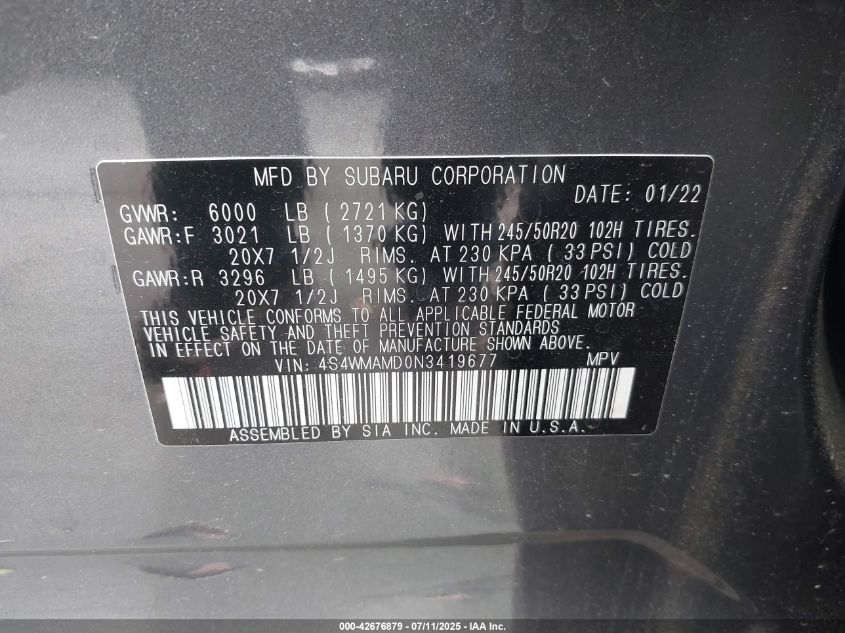 MFD BY SUBARU CORPORATION
DATE: 01/22
GVWR: 6000 LB ( 2721 KG)
GAWR:F 3021 LB ( 1370 KG) WITH 245/50R20 102H TIRES.
20X7 1/2J RIMS. AT 230 KPA ( 33 PSI) COLD
GAWR:R 3296 LB ( 1495 KG) WITH 245/50R20 102H TIRES.
20X7 1/2J RIMS. AT 230 KPA ( 33 PSI) COLD
THIS VEHICLE CONFORMS TO ALL APPLICABLE FEDERAL MOTOR
VEHICLE SAFETY AND THEFT PREVENTION STANDARDS
IN EFFECT ON THE DATE OF MANUFACTURE SHOWN ABOVE.
VIN: 4S4WMAMD0N3419677 MPV
ASSEMBLED BY SIA INC. MADE IN U.S.A.
000-42676879 - 07/11/2025 - IAA Inc.